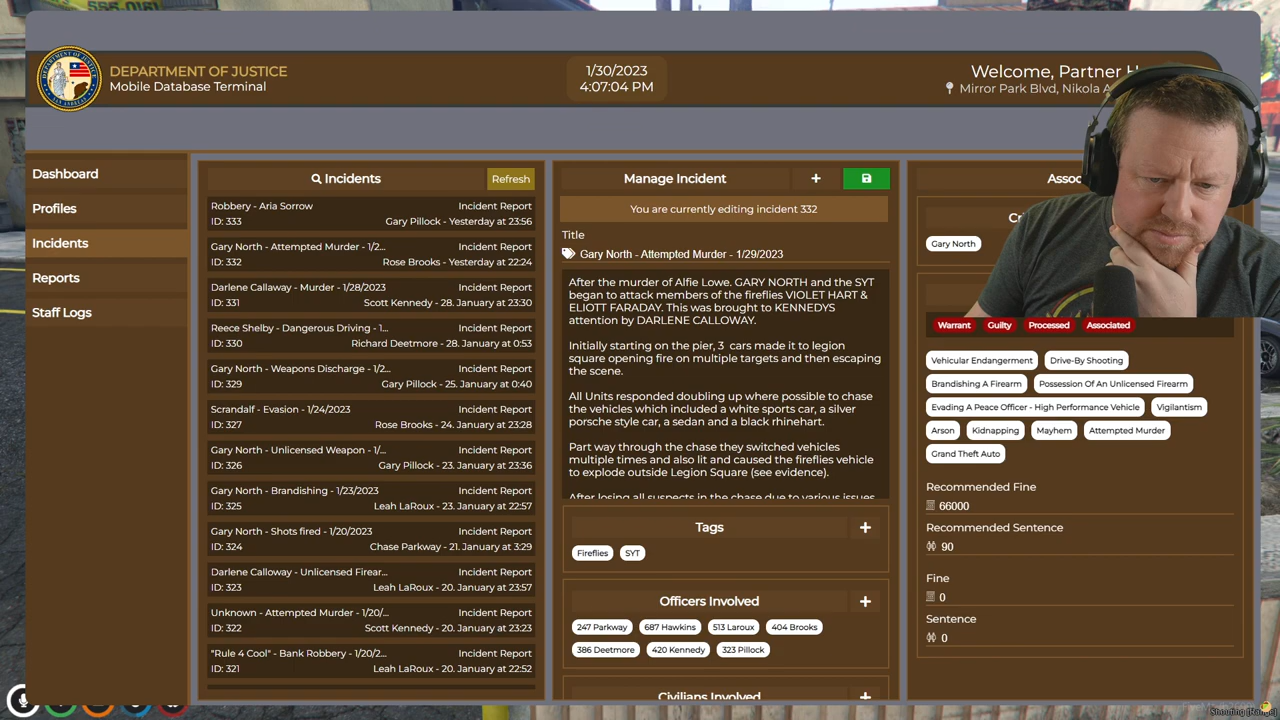 DEPARTMENT OF JUSTICE
Mobile Database Terminal
1/30/2023
4:07:04 PM
Welcome, Partner H
Mirror Park Blvd, Nikola A
Dashboard
Profiles
Incidents
Reports
Staff Logs
Incidents
Refresh
Robbery - Aria Sorrow Incident Report
ID: 333 Gary Pillock - Yesterday at 23:56
Gary North - Attempted Murder - 1/2... Incident Report
ID: 332 Rose Brooks - Yesterday at 22:24
Darlene Callaway - Murder - 1/28/2023 Incident Report
ID: 331 Scott Kennedy - 28. January at 23:30
Reece Shelby - Dangerous Driving - 1... Incident Report
ID: 330 Richard Deetmore - 28. January at 0:53
Gary North - Weapons Discharge - 1/2... Incident Report
ID: 329 Gary Pillock - 25. January at 0:40
Scrandalf - Evasion - 1/24/2023 Incident Report
ID: 327 Rose Brooks - 24. January at 23:28
Gary North - Unlicensed Weapon - 1/... Incident Report
ID: 326 Gary Pillock - 23. January at 23:36
Gary North - Brandishing - 1/23/2023 Incident Report
ID: 325 Leah LaRoux - 23. January at 22:57
Gary North - Shots fired - 1/20/2023 Incident Report
ID: 324 Chase Parkway - 21. January at 3:29
Darlene Calloway - Unlicensed Firear... Incident Report
ID: 323 Leah LaRoux - 20. January at 23:57
Unknown - Attempted Murder - 1/20/... Incident Report
ID: 322 Scott Kennedy - 20. January at 23:23
"Rule 4 Cool" - Bank Robbery - 1/20/2... Incident Report
ID: 321 Leah LaRoux - 20. January at 22:52
Manage Incident
You are currently editing incident 332
Title
Gary North - Attempted Murder - 1/29/2023
After the murder of Alfie Lowe. GARY NORTH and the SYT
began to attack members of the fireflies VIOLET HART &
ELIOTT FARADAY. This was brought to KENNEDYS
attention by DARLENE CALLOWAY.
Initially starting on the pier, 3 cars made it to legion
square opening fire on multiple targets and then escaping
the scene.
All Units responded doubling up where possible to chase
the vehicles which included a white sports car, a silver
porsche style car, a sedan and a black rhinehart.
Part way through the chase they switched vehicles
multiple times and also lit and caused the fireflies vehicle
to explode outside Legion Square (see evidence).
After losing all suspects in the chase due to various issues
Tags
Fireflies SYT
Officers Involved
247 Parkway 687 Hawkins 513 Laroux 404 Brooks
386 Deetmore 420 Kennedy 323 Pillock
Civilians Involved
Assoc
Cri
Gary North
Warrant Guilty Processed Associated
Vehicular Endangerment Drive-By Shooting
Brandishing A Firearm Possession Of An Unlicensed Firearm
Evading A Peace Officer - High Performance Vehicle Vigilantism
Arson Kidnapping Mayhem Attempted Murder
Grand Theft Auto
Recommended Fine
66000
Recommended Sentence
90
Fine
0
Sentence
0